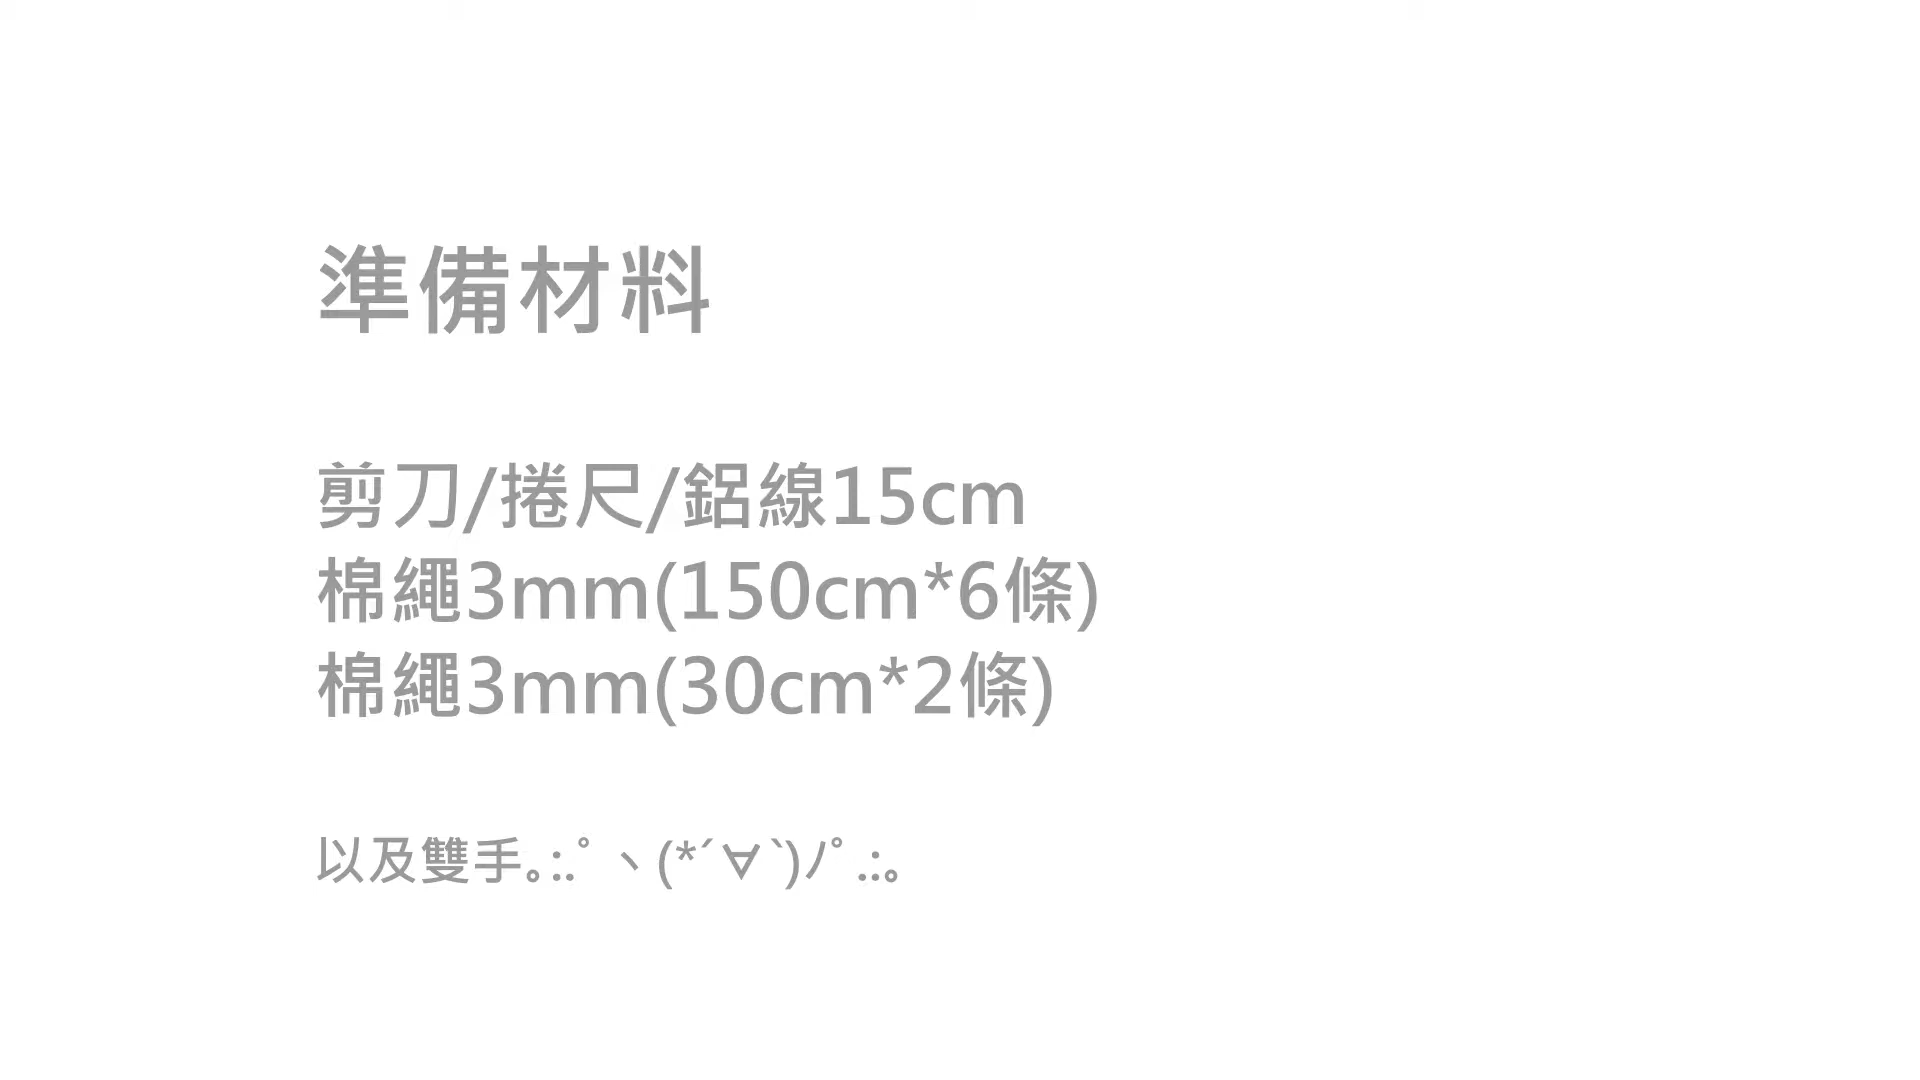 準備材料
剪刀/捲尺/鋁線15cm
棉繩3mm(150cm*6條)
棉繩3mm(30cm*2條)
以及雙手｡:.ﾟヽ(*´∀`)ﾉﾟ.:｡